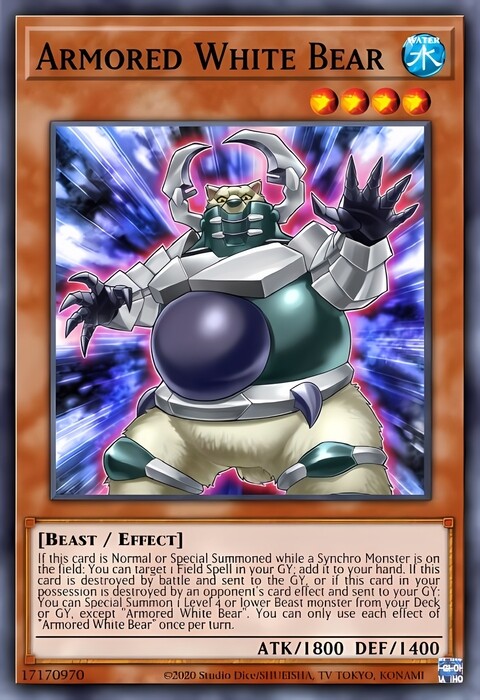 ARMORED WHITE BEAR
WATER
水
[BEAST / EFFECT]
If this card is Normal or Special Summoned while a Synchro Monster is on
the field: You can target 1 Field Spell in your GY; add it to your hand. If this
card is destroyed by battle and sent to the GY, or if this card in your
possession is destroyed by an opponent's card effect and sent to your GY:
You can Special Summon 1 Level 4 or lower Beast monster from your Deck
or GY, except "Armored White Bear". You can only use each effect of
"Armored White Bear" once per turn.
ATK/1800 DEF/1400
17170970 ©2020 Studio Dice/SHUEISHA, TV TOKYO, KONAMI